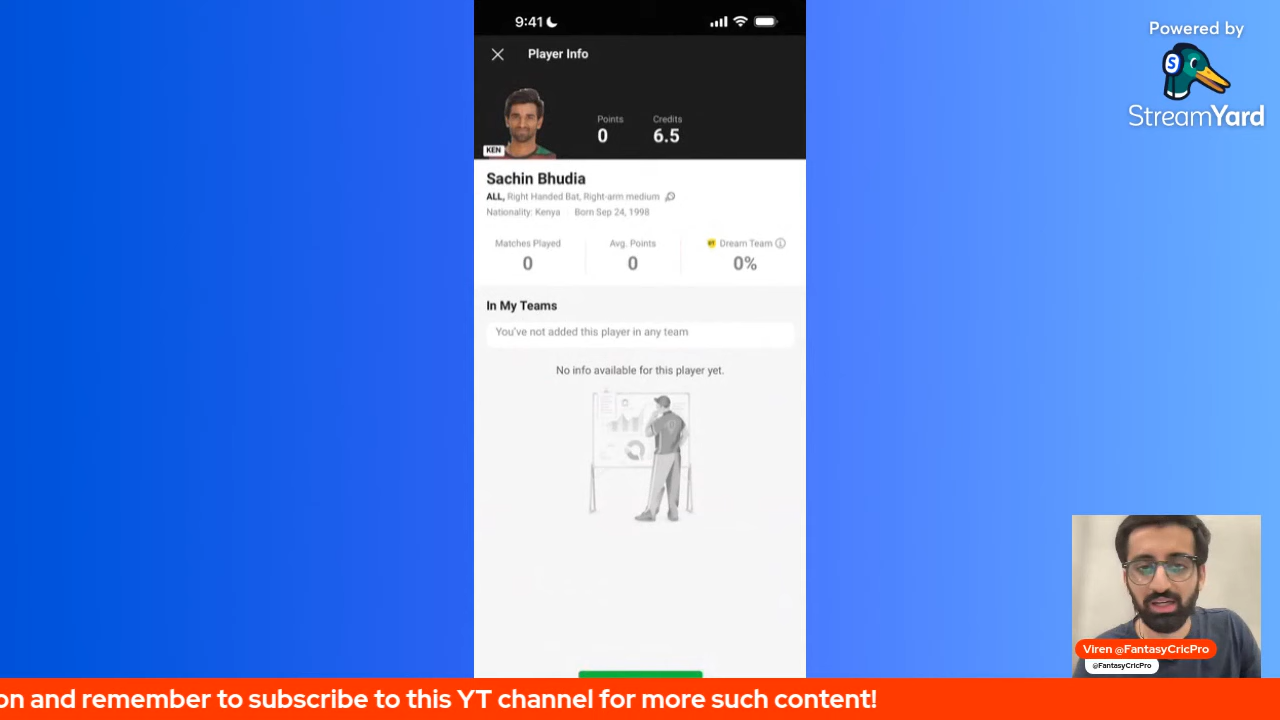 9:41
Powered by
S
StreamYard
Player Info
Points
Credits
0
6.5
KEN
Sachin Bhudia
ALL, Right Handed Bat, Right-arm medium
Nationality: Kenya
Born Sep 24, 1998
Matches Played
Avg. Points
DT Dream Team
0
0
0%
In My Teams
You've not added this player in any team
No info available for this player yet.
Viren @FantasyCricPro
@FantasyCricPro
on and remember to subscribe to this YT channel for more such content!